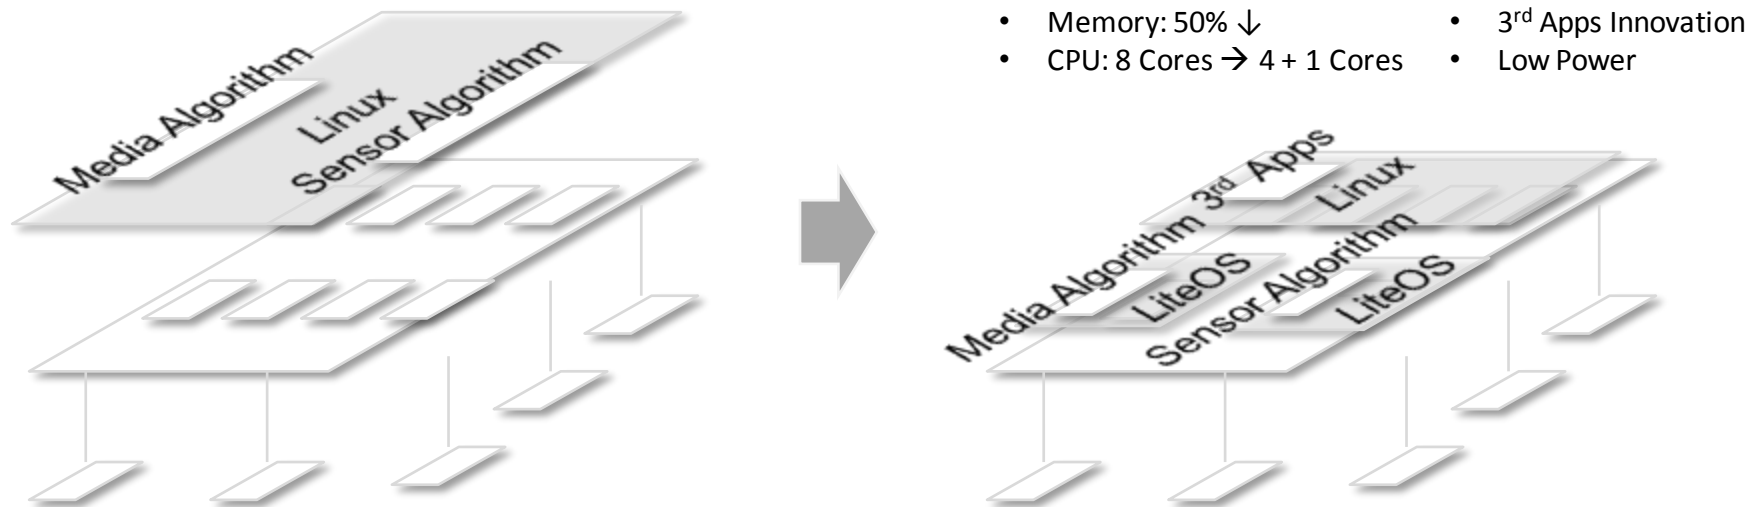 Media Algorithm
Linux
Sensor Algorithm
• Memory: 50% ↓
• CPU: 8 Cores → 4 + 1 Cores
• 3rd Apps Innovation
• Low Power
3rd Apps
Linux
Media Algorithm
LiteOS
Sensor Algorithm
LiteOS